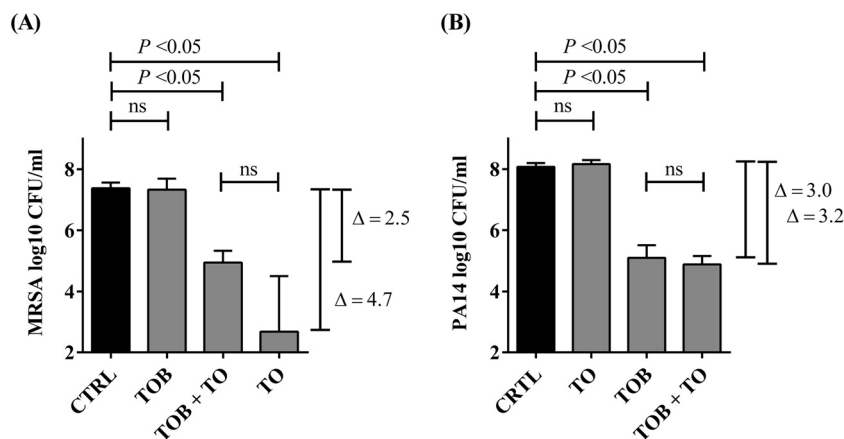 (A)
P <0.05
P <0.05
ns
ns
MRSA log10 CFU/ml
8
6
4
2
Δ = 2.5
Δ = 4.7
CTRL
TOB
TOB + TO
TO
(B)
P <0.05
P <0.05
ns
ns
PA14 log10 CFU/ml
8
6
4
2
Δ = 3.0
Δ = 3.2
CRTL
TO
TOB
TOB + TO